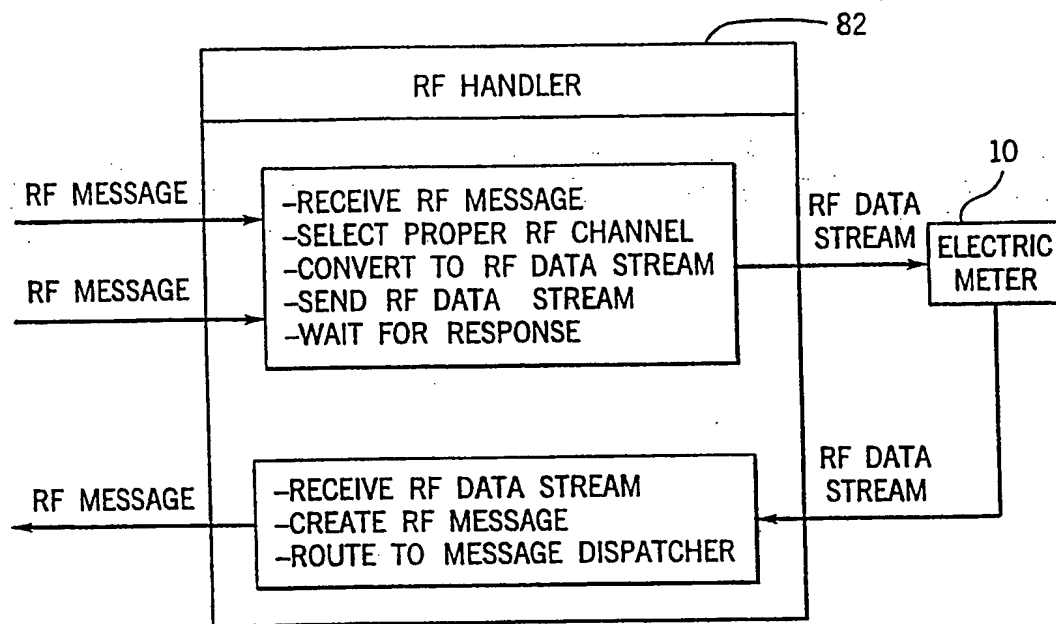 82
RF HANDLER
10
RF MESSAGE
RF MESSAGE
-RECEIVE RF MESSAGE
-SELECT PROPER RF CHANNEL
-CONVERT TO RF DATA STREAM
-SEND RF DATA STREAM
-WAIT FOR RESPONSE
RF DATA
STREAM
ELECTRIC
METER
RF MESSAGE
-RECEIVE RF DATA STREAM
-CREATE RF MESSAGE
-ROUTE TO MESSAGE DISPATCHER
RF DATA
STREAM